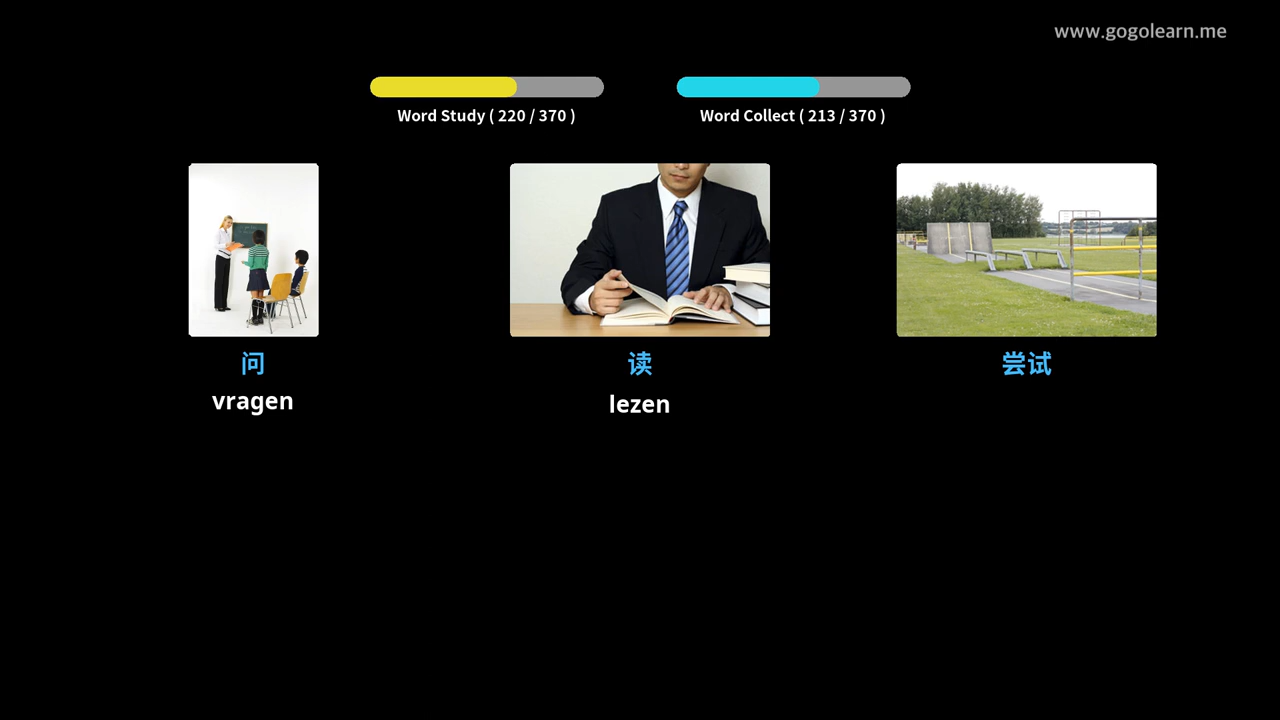 www.gogolearn.me
Word Study ( 220 / 370 )
Word Collect ( 213 / 370 )
问
vragen
读
lezen
尝试